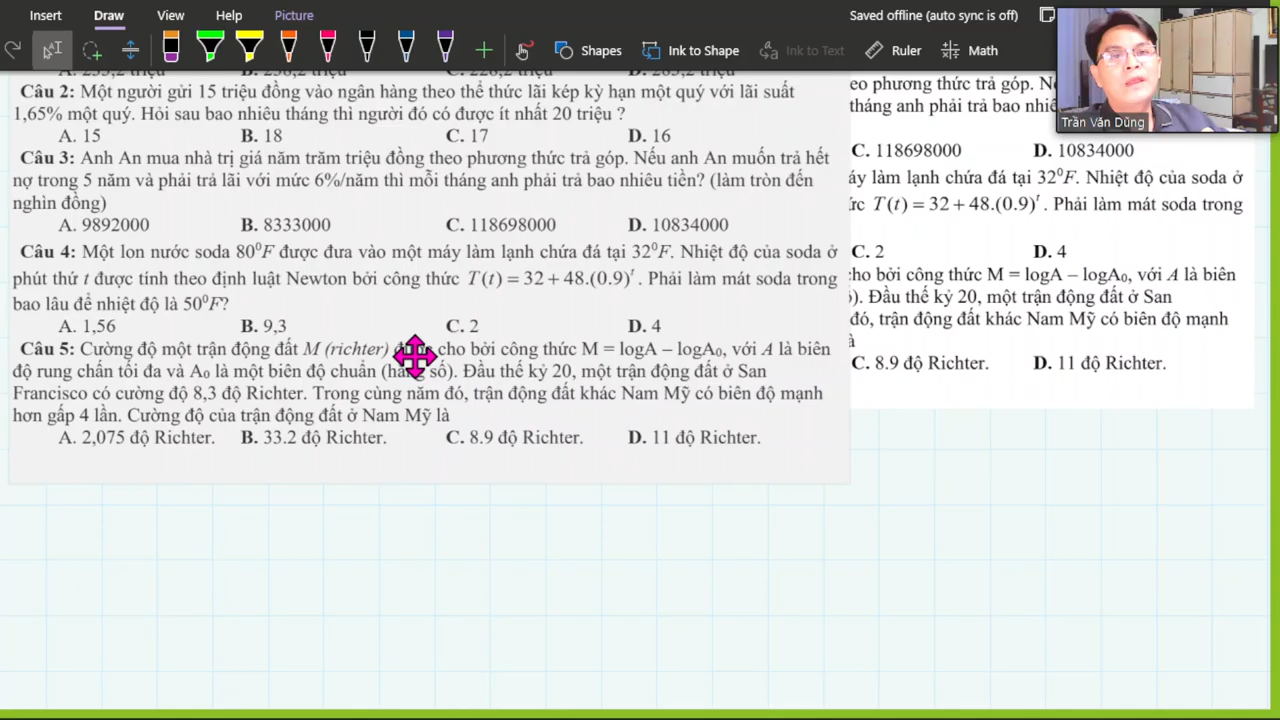 Insert Draw View Help Picture Saved offline (auto sync is off)
Shapes Ink to Shape Ink to Text Ruler Math
Câu 2: Một người gửi 15 triệu đồng vào ngân hàng theo thể thức lãi kép kỳ hạn một quý với lãi suất
1,65% một quý. Hỏi sau bao nhiêu tháng thì người đó có được ít nhất 20 triệu ?
A. 15 B. 18 C. 17 D. 16
Câu 3: Anh An mua nhà trị giá năm trăm triệu đồng theo phương thức trả góp. Nếu anh An muốn trả hết
nợ trong 5 năm và phải trả lãi với mức 6%/năm thì mỗi tháng anh phải trả bao nhiêu tiền? (làm tròn đến
nghìn đồng)
A. 9892000 B. 8333000 C. 118698000 D. 10834000
Câu 4: Một lon nước soda 80⁰F được đưa vào một máy làm lạnh chứa đá tại 32⁰F. Nhiệt độ của soda ở
phút thứ t được tính theo định luật Newton bởi công thức T(t) = 32 + 48.(0.9)ᵗ. Phải làm mát soda trong
bao lâu để nhiệt độ là 50⁰F?
A. 1,56 B. 9,3 C. 2 D. 4
Câu 5: Cường độ một trận động đất M (richter) cho bởi công thức M = logA – logA₀, với A là biên
độ rung chấn tối đa và A₀ là một biên độ chuẩn số). Đầu thế kỷ 20, một trận động đất ở San
Francisco có cường độ 8,3 độ Richter. Trong cùng năm đó, trận động đất khác Nam Mỹ có biên độ mạnh
hơn gấp 4 lần. Cường độ của trận động đất ở Nam Mỹ là
A. 2,075 độ Richter. B. 33.2 độ Richter. C. 8.9 độ Richter. D. 11 độ Richter.
eo phương thức trả góp.
tháng anh phải trả bao
C. 118698000 D. 10834000
áy làm lạnh chứa đá tại 32⁰F. Nhiệt độ của soda ở
T(t) = 32 + 48.(0.9)ᵗ. Phải làm mát soda trong
C. 2 D. 4
cho bởi công thức M = logA – logA₀, với A là biên
Đầu thế kỷ 20, một trận động đất ở San
đó, trận động đất khác Nam Mỹ có biên độ mạnh
C. 8.9 độ Richter. D. 11 độ Richter.
Trần Văn Dũng